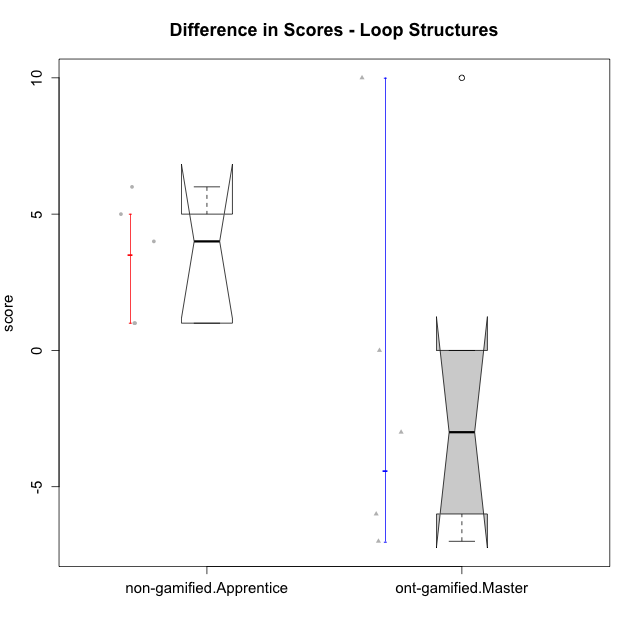 Difference in Scores - Loop Structures
10
5
0
-5
score
non-gamified.Apprentice
ont-gamified.Master